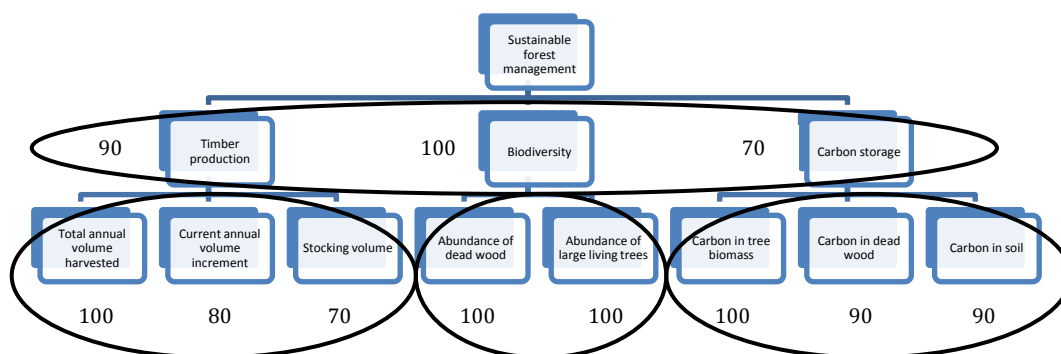 Sustainable
forest
management
90
Timber
production
100
Biodiversity
70
Carbon storage
Total annual
volume
harvested
Current annual
volume
increment
Stocking volume
Abundance of
dead wood
Abundance of
large living trees
Carbon in tree
biomass
Carbon in dead
wood
Carbon in soil
100
80
70
100
100
100
90
90